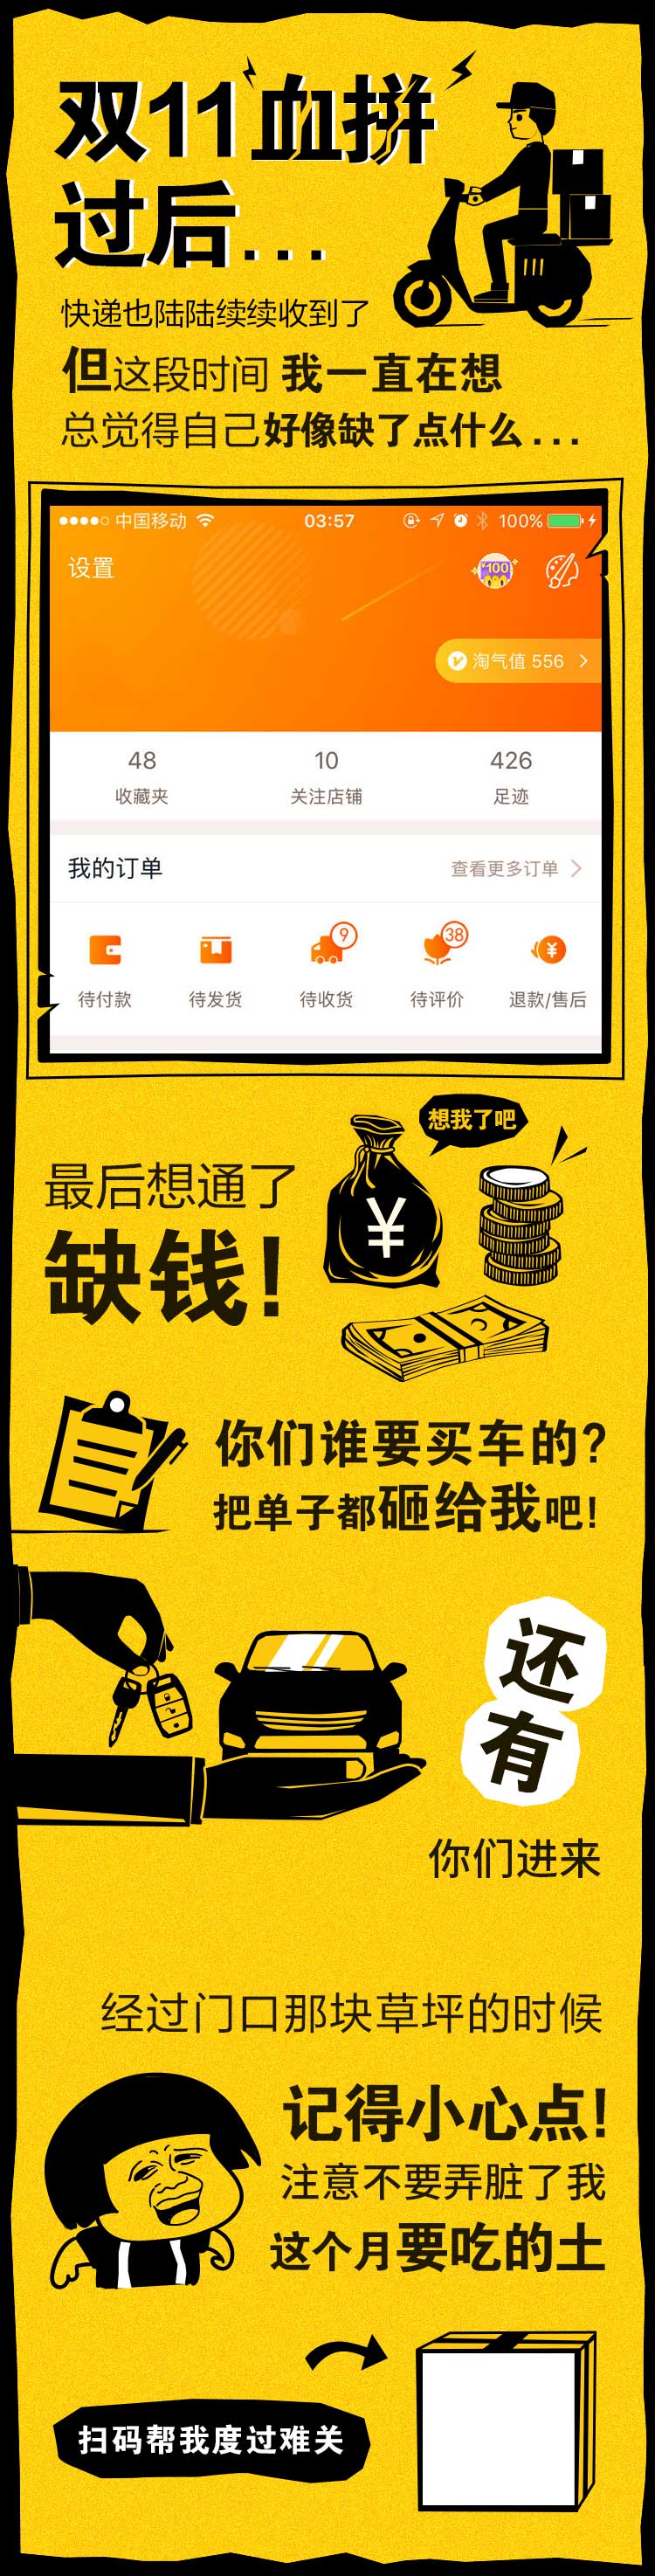 双11血拼
过后...
快递也陆陆续续收到了
但这段时间 我一直在想
总觉得自己好像缺了点什么...
中国移动 03:57 100%
设置
¥100
淘气值 556
48 10 426
收藏夹 关注店铺 足迹
我的订单 查看更多订单
9 38
待付款 待发货 待收货 待评价 退款/售后
想我了吧
最后想通了
¥
缺钱!
你们谁要买车的?
把单子都砸给我吧!
还
有
你们进来
经过门口那块草坪的时候
记得小心点!
注意不要弄脏了我
这个月要吃的土
扫码帮我度过难关